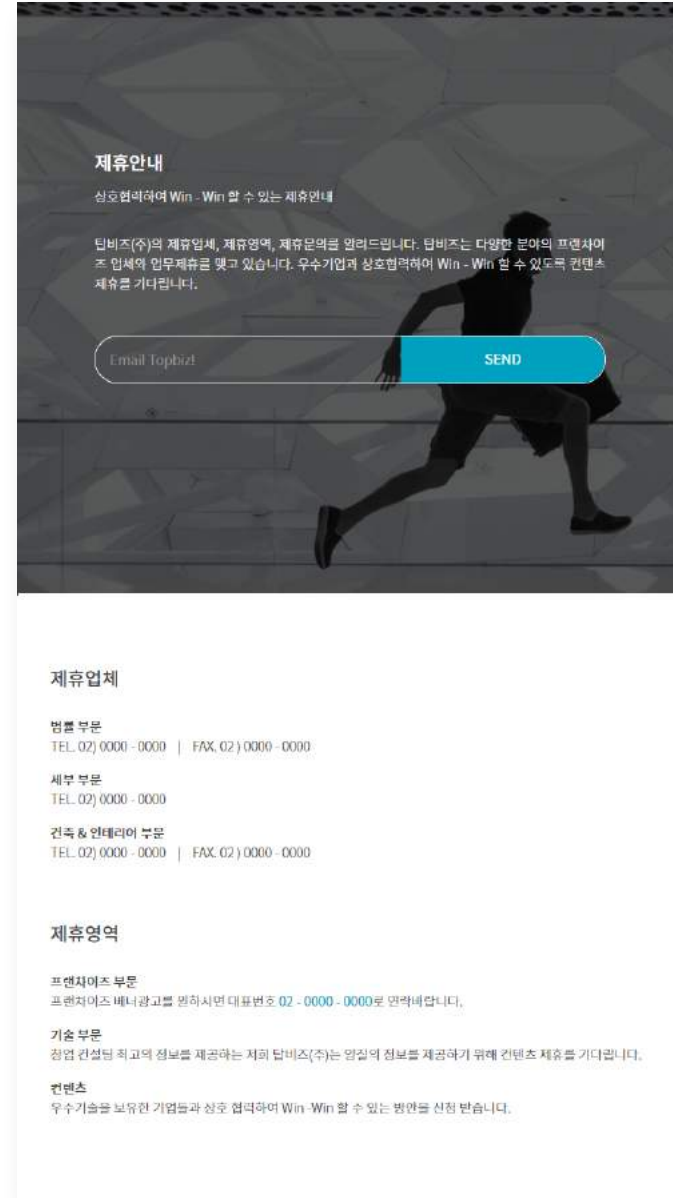 제휴안내
상호협력하여 Win - Win 할 수 있는 제휴안내
탑비즈(주)의 제휴업체, 제휴영역, 제휴문의를 알려드립니다. 탑비즈는 다양한 분야의 프랜차이
즈 업체와 업무제휴를 맺고 있습니다. 우수기업과 상호협력하여 Win - Win 할 수 있도록 컨텐츠
제휴를 기다립니다.
Email Topbiz!
SEND
제휴업체
법률 부문
TEL. 02) 0000 - 0000 | FAX. 02 ) 0000 - 0000
세무 부문
TEL. 02) 0000 - 0000
건축 & 인테리어 부문
TEL. 02) 0000 - 0000 | FAX. 02 ) 0000 - 0000
제휴영역
프랜차이즈 부문
프랜차이즈 배너광고를 원하시면 대표번호 02 - 0000 - 0000로 연락바랍니다.
기술 부문
창업 컨설팅 최고의 정보를 제공하는 저희 탑비즈(주)는 양질의 정보를 제공하기 위해 컨텐츠 제휴를 기다립니다.
컨텐츠
우수기술을 보유한 기업들과 상호 협력하여 Win -Win 할 수 있는 방안을 신청 받습니다.